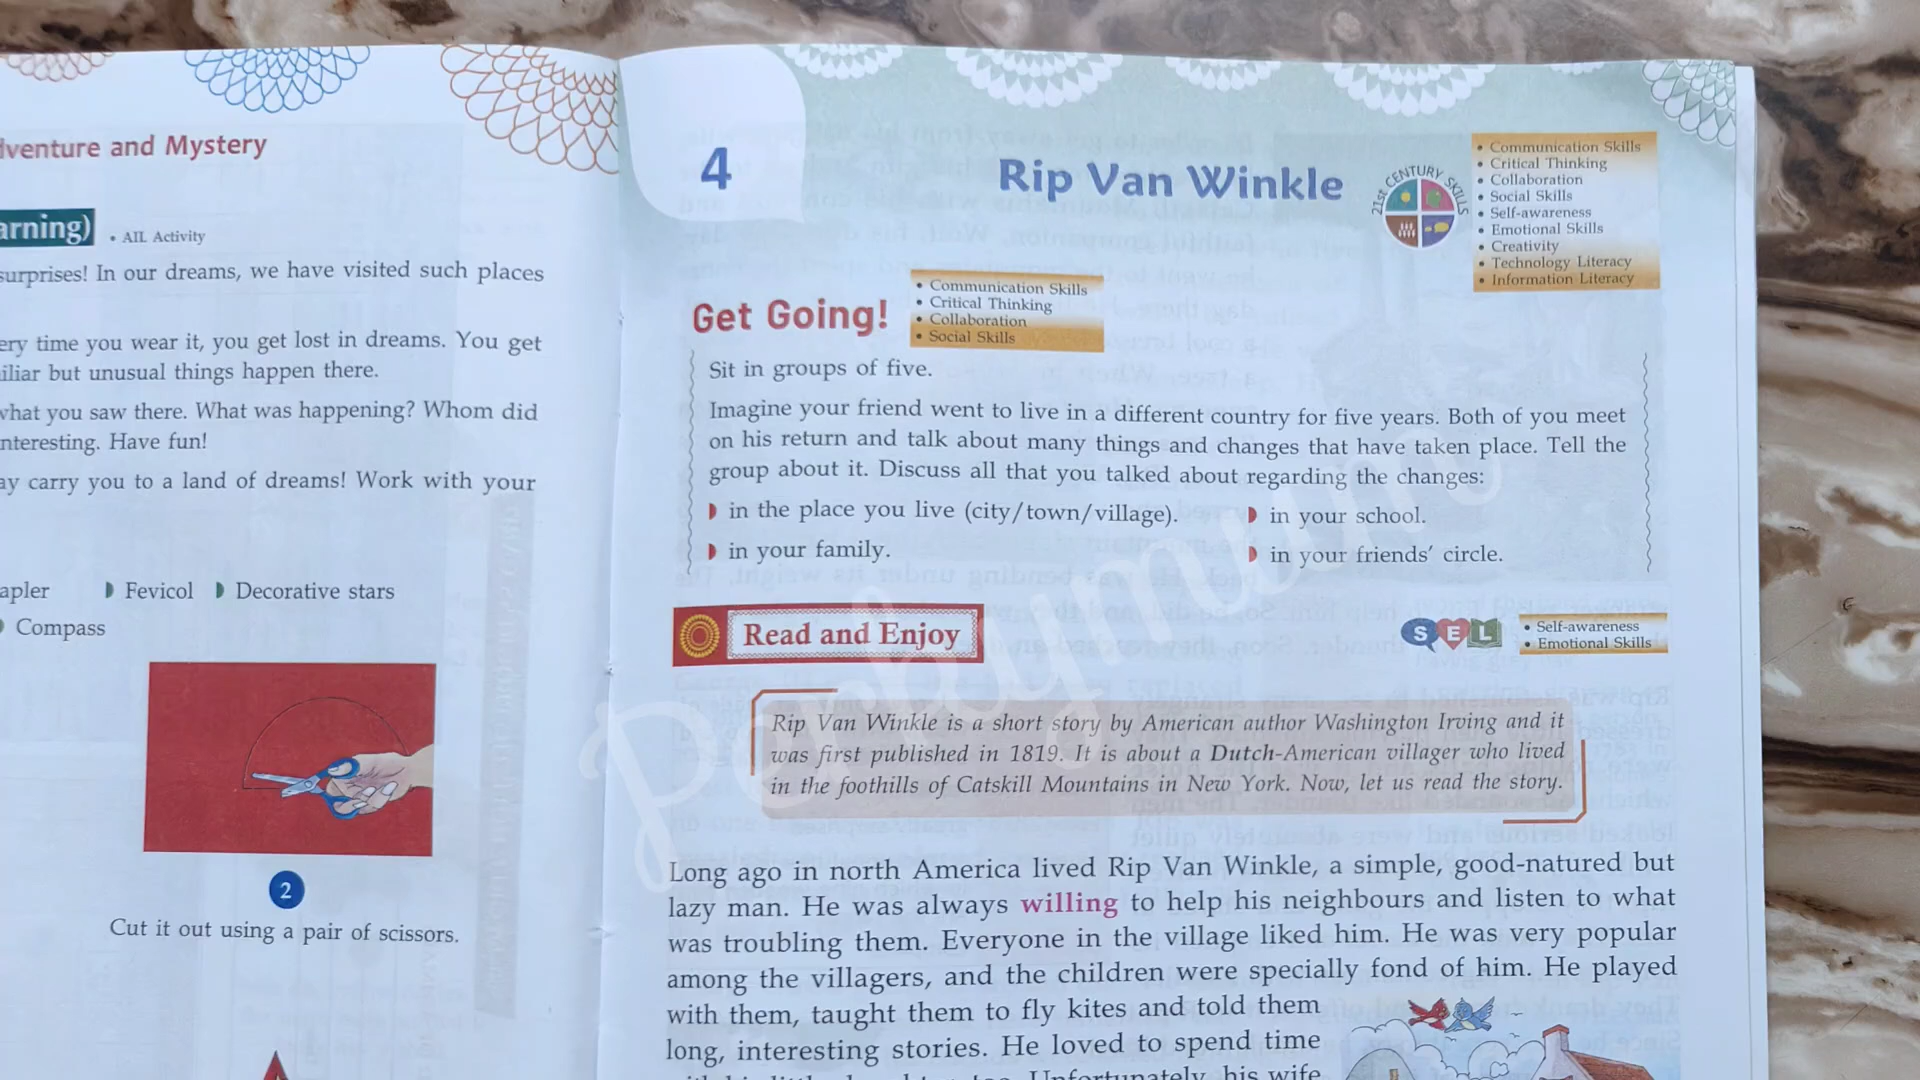 dventure and Mystery
arning)
• AIL Activity
surprises! In our dreams, we have visited such places
ery time you wear it, you get lost in dreams. You get
iliar but unusual things happen there.
what you saw there. What was happening? Whom did
nteresting. Have fun!
ay carry you to a land of dreams! Work with your
apler Fevicol Decorative stars
Compass
2
Cut it out using a pair of scissors.
4
Rip Van Winkle
21st CENTURY SKILLS
• Communication Skills
• Critical Thinking
• Collaboration
• Social Skills
• Self-awareness
• Emotional Skills
• Creativity
• Technology Literacy
• Information Literacy
Get Going!
• Communication Skills
• Critical Thinking
• Collaboration
• Social Skills
Sit in groups of five.
Imagine your friend went to live in a different country for five years. Both of you meet
on his return and talk about many things and changes that have taken place. Tell the
group about it. Discuss all that you talked about regarding the changes:
in the place you live (city/town/village).
in your school.
in your family.
in your friends' circle.
Read and Enjoy
SEL
• Self-awareness
• Emotional Skills
Rip Van Winkle is a short story by American author Washington Irving and it
was first published in 1819. It is about a Dutch-American villager who lived
in the foothills of Catskill Mountains in New York. Now, let us read the story.
Long ago in north America lived Rip Van Winkle, a simple, good-natured but
lazy man. He was always willing to help his neighbours and listen to what
was troubling them. Everyone in the village liked him. He was very popular
among the villagers, and the children were specially fond of him. He played
with them, taught them to fly kites and told them
long, interesting stories. He loved to spend time
Unfortunately, his wife